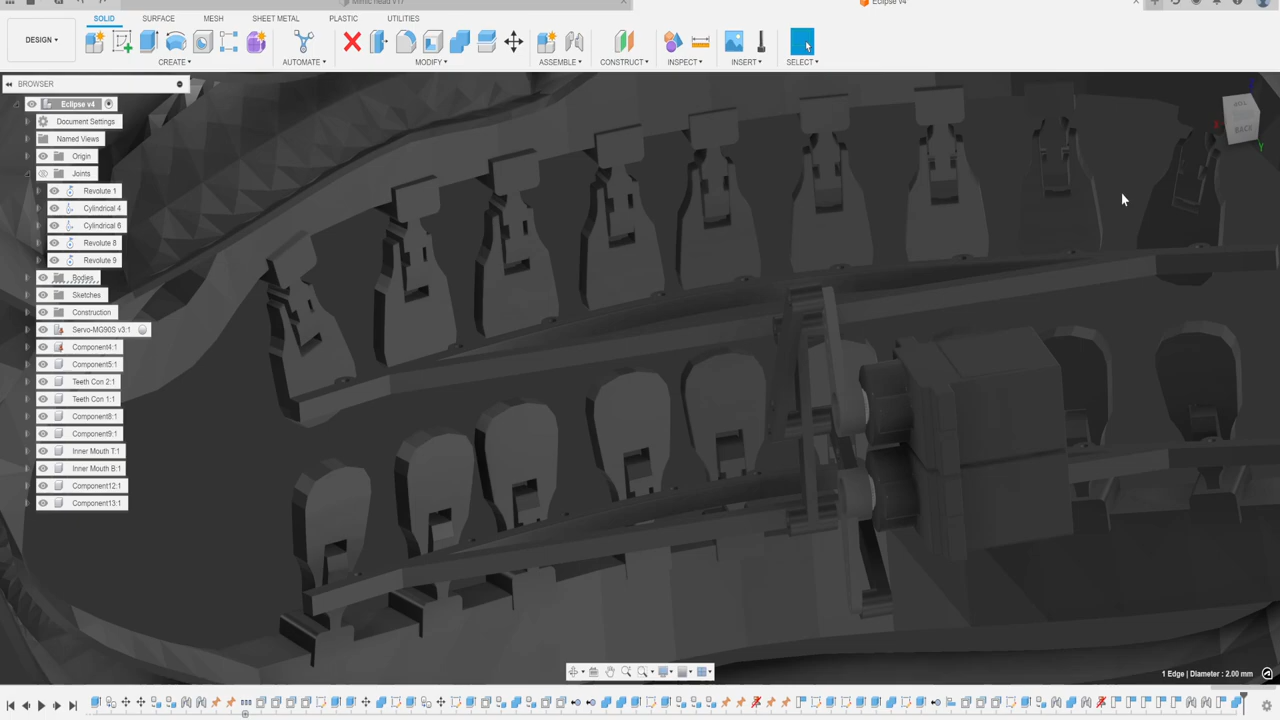 Mimic head v17
Eclipse v4
SOLID SURFACE MESH SHEET METAL PLASTIC UTILITIES
DESIGN
CREATE AUTOMATE MODIFY ASSEMBLE CONSTRUCT INSPECT INSERT SELECT
BROWSER
Eclipse v4
Document Settings
Named Views
Origin
Joints
Revolute 1
Cylindrical 4
Cylindrical 6
Revolute 8
Revolute 9
Bodies
Sketches
Construction
Servo-MG90S v3:1
Component4:1
Component5:1
Teeth Con 2:1
Teeth Con 1:1
Component8:1
Component9:1
Inner Mouth T:1
Inner Mouth B:1
Component12:1
Component13:1
BACK
Y
1 Edge | Diameter : 2.00 mm